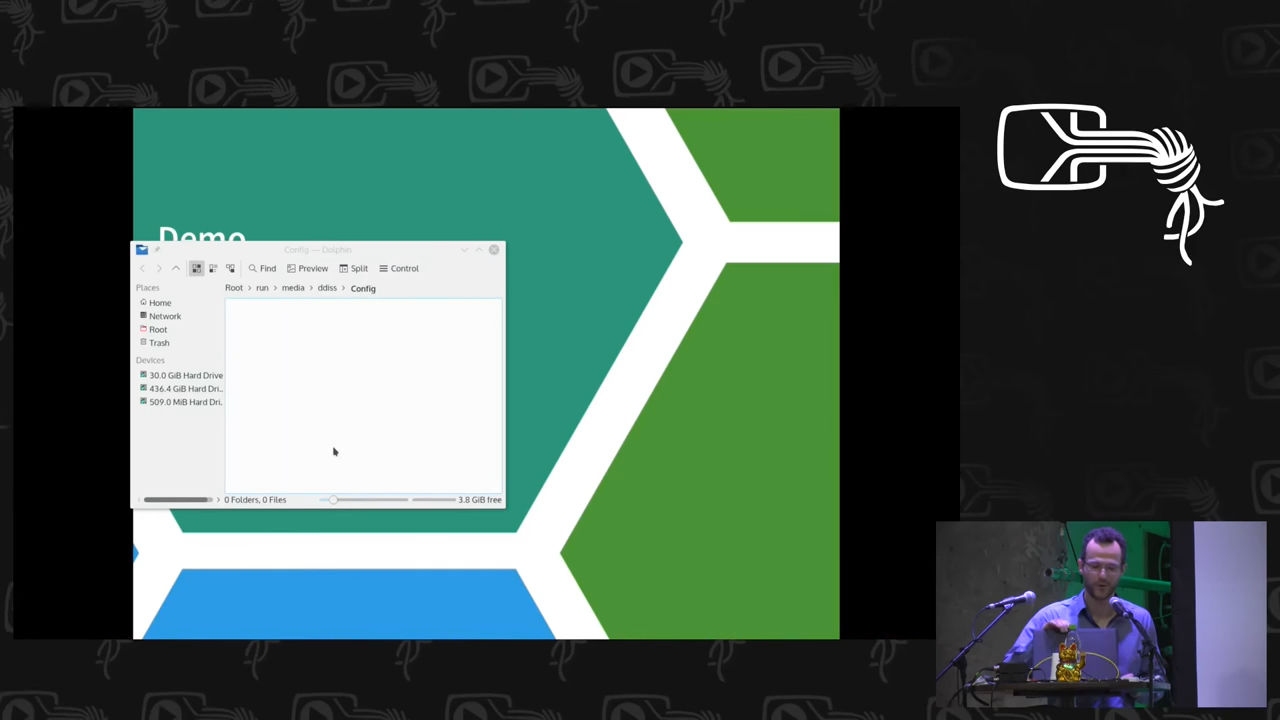 Demo
Config — Dolphin
Find Preview Split Control
Places
Root > run > media > ddiss > Config
Home
Network
Root
Trash
Devices
30.0 GiB Hard Drive
436.4 GiB Hard Dri..
509.0 MiB Hard Dri.
0 Folders, 0 Files
3.8 GiB free